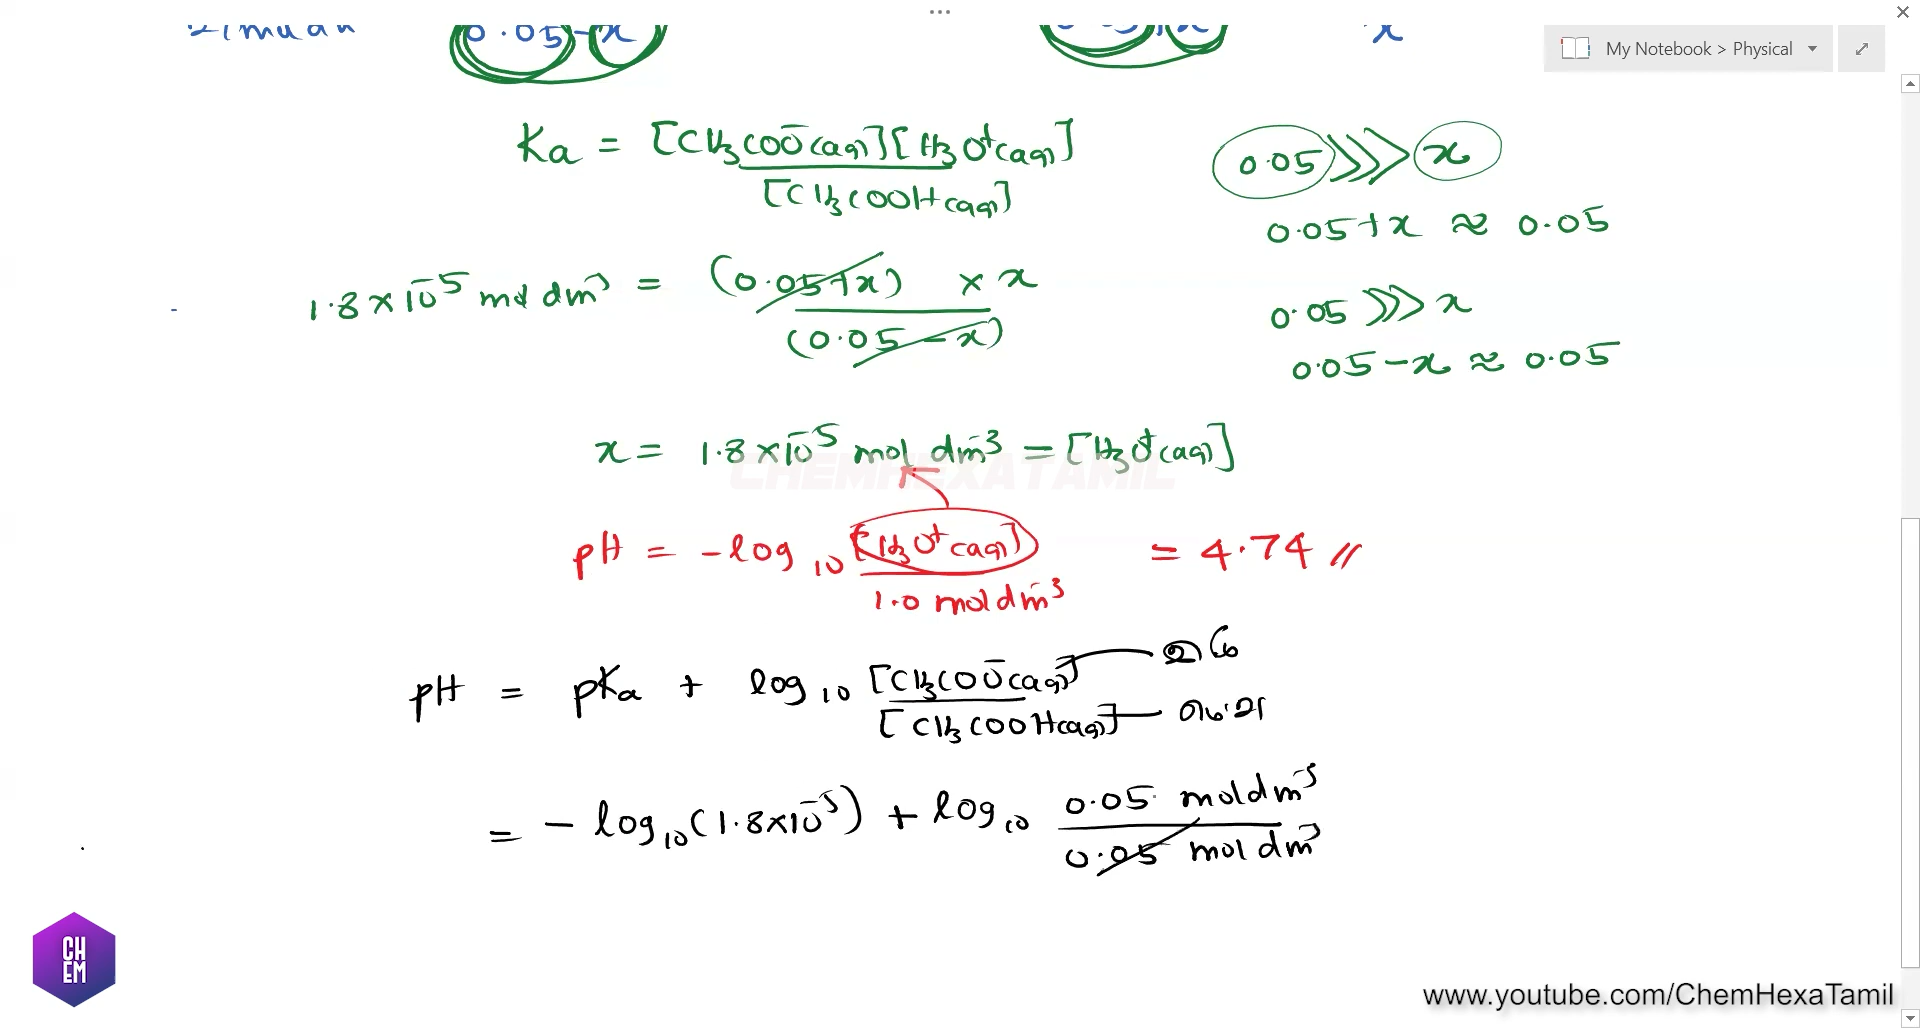 0.05-x x
My Notebook > Physical
Ka = [CH₃COO⁻(aq)][H₃O⁺(aq)]
[CH₃COOH(aq)]
0.05 >>> x
0.05+x ≈ 0.05
1.8×10⁻⁵ mol dm⁻³ = (0.05+x) × x
(0.05-x)
0.05 >>> x
0.05-x ≈ 0.05
x = 1.8×10⁻⁵ mol dm⁻³ = [H₃O⁺(aq)]
CHEMHEXATAMIL
pH = -log₁₀ [H₃O⁺(aq)] = 4.74 //
1.0 mol dm⁻³
pH = pKa + log₁₀ [CH₃COO⁻(aq)]
[CH₃COOH(aq)]
= - log₁₀(1.8×10⁻⁵) + log₁₀ 0.05 mol dm⁻³
0.05 mol dm⁻³
CH
EM
www.youtube.com/ChemHexaTamil